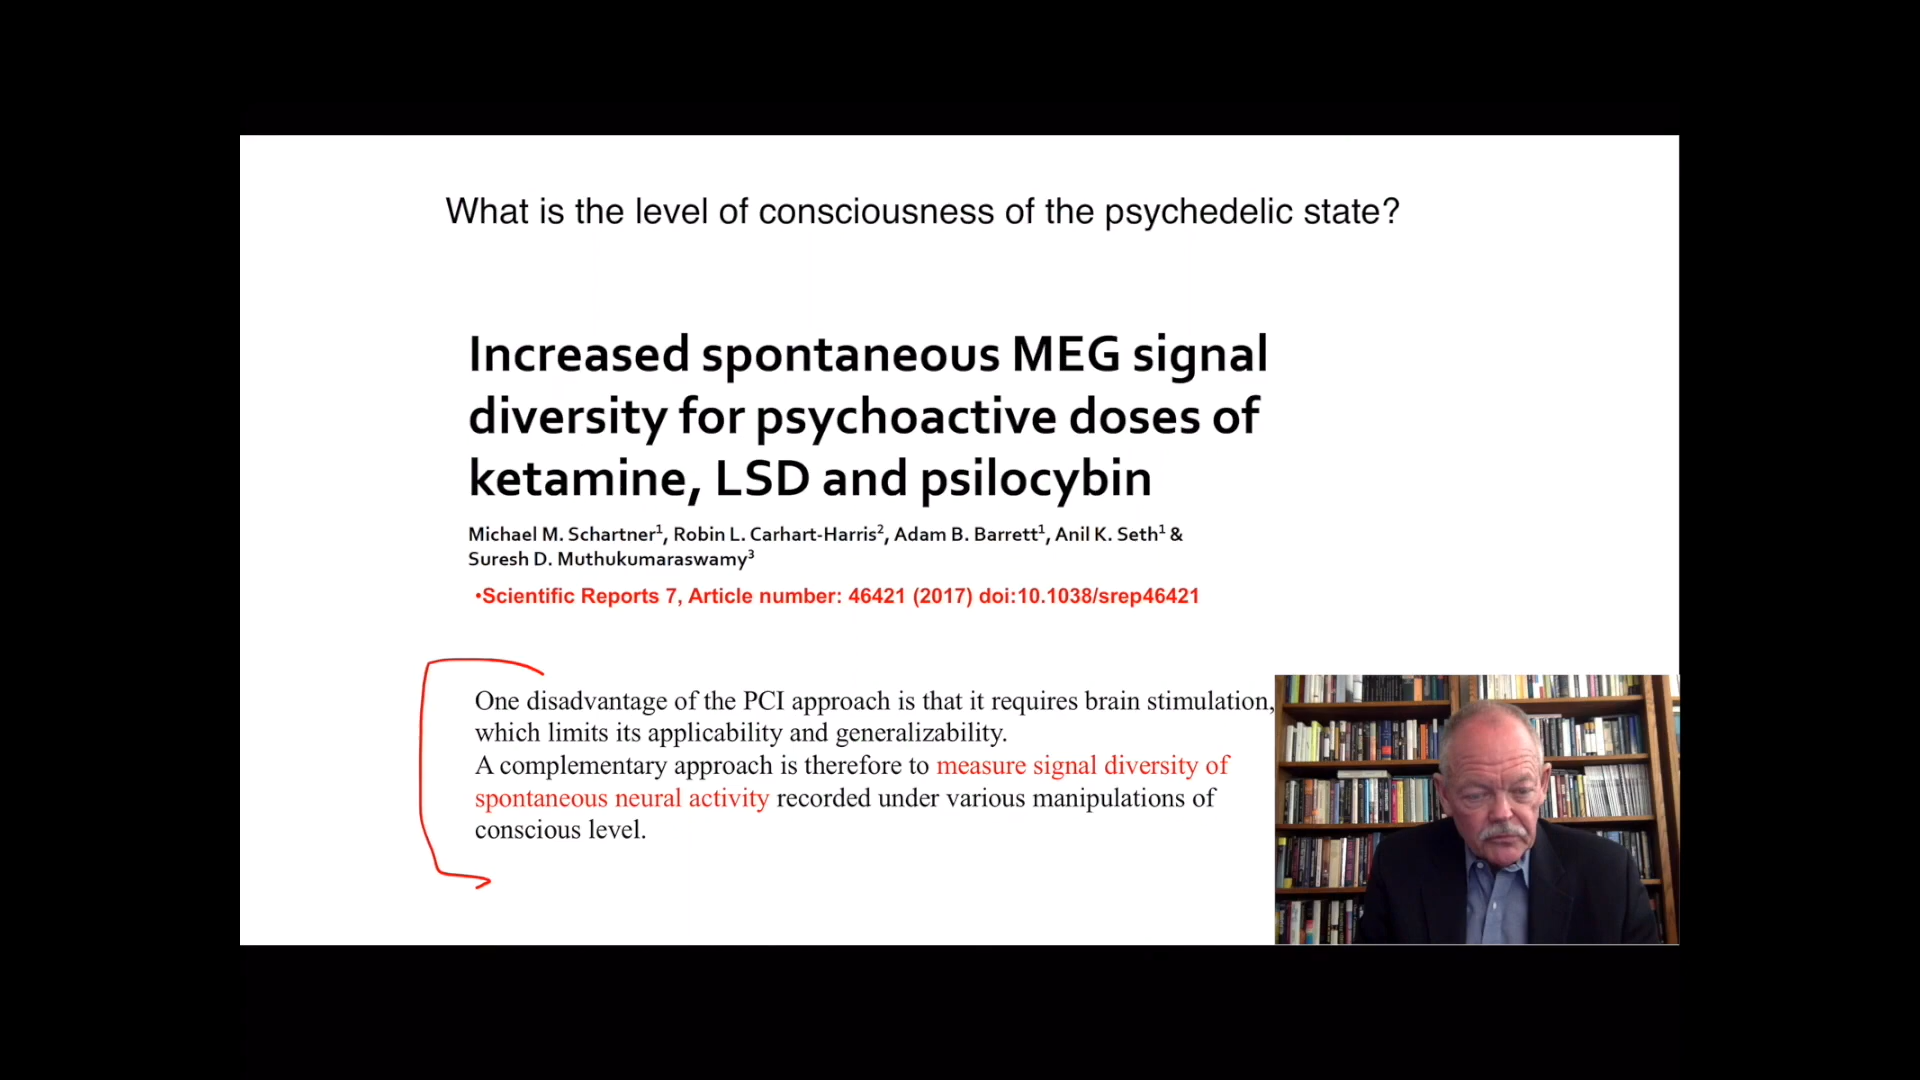 What is the level of consciousness of the psychedelic state?
Increased spontaneous MEG signal
diversity for psychoactive doses of
ketamine, LSD and psilocybin
Michael M. Schartner1, Robin L. Carhart-Harris2, Adam B. Barrett1, Anil K. Seth1 &
Suresh D. Muthukumaraswamy3
•Scientific Reports 7, Article number: 46421 (2017) doi:10.1038/srep46421
One disadvantage of the PCI approach is that it requires brain stimulation,
which limits its applicability and generalizability.
A complementary approach is therefore to measure signal diversity of
spontaneous neural activity recorded under various manipulations of
conscious level.